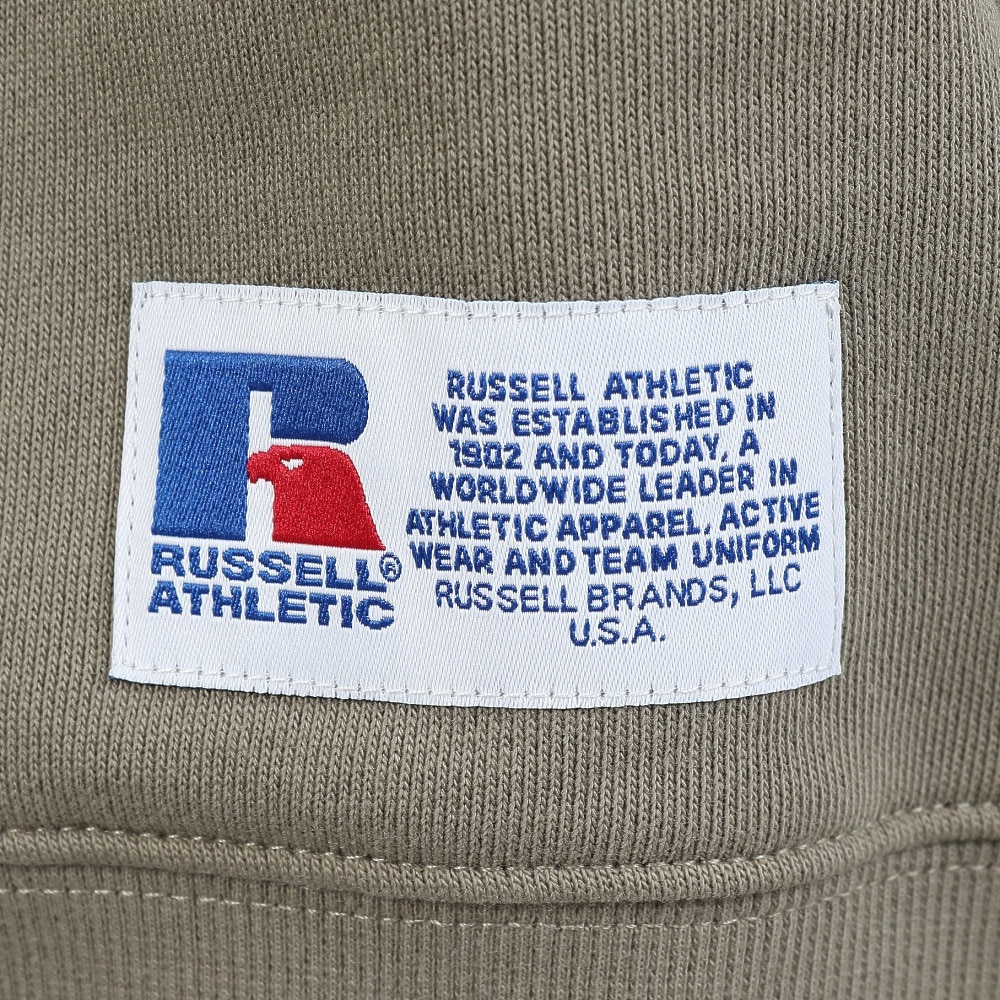 RUSSELL®
ATHLETIC
RUSSELL ATHLETIC
WAS ESTABLISHED IN
1902 AND TODAY, A
WORLDWIDE LEADER IN
ATHLETIC APPAREL, ACTIVE
WEAR AND TEAM UNIFORM
RUSSELL BRANDS, LLC
U.S.A.